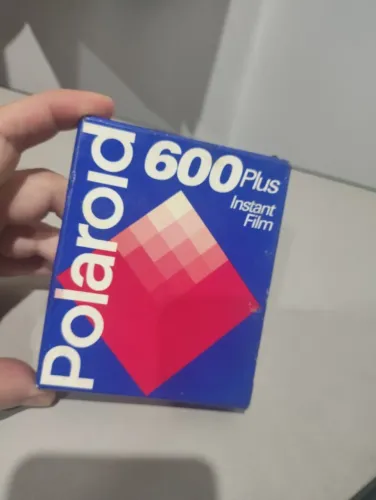 Polaroid
600 Plus
Instant
Film